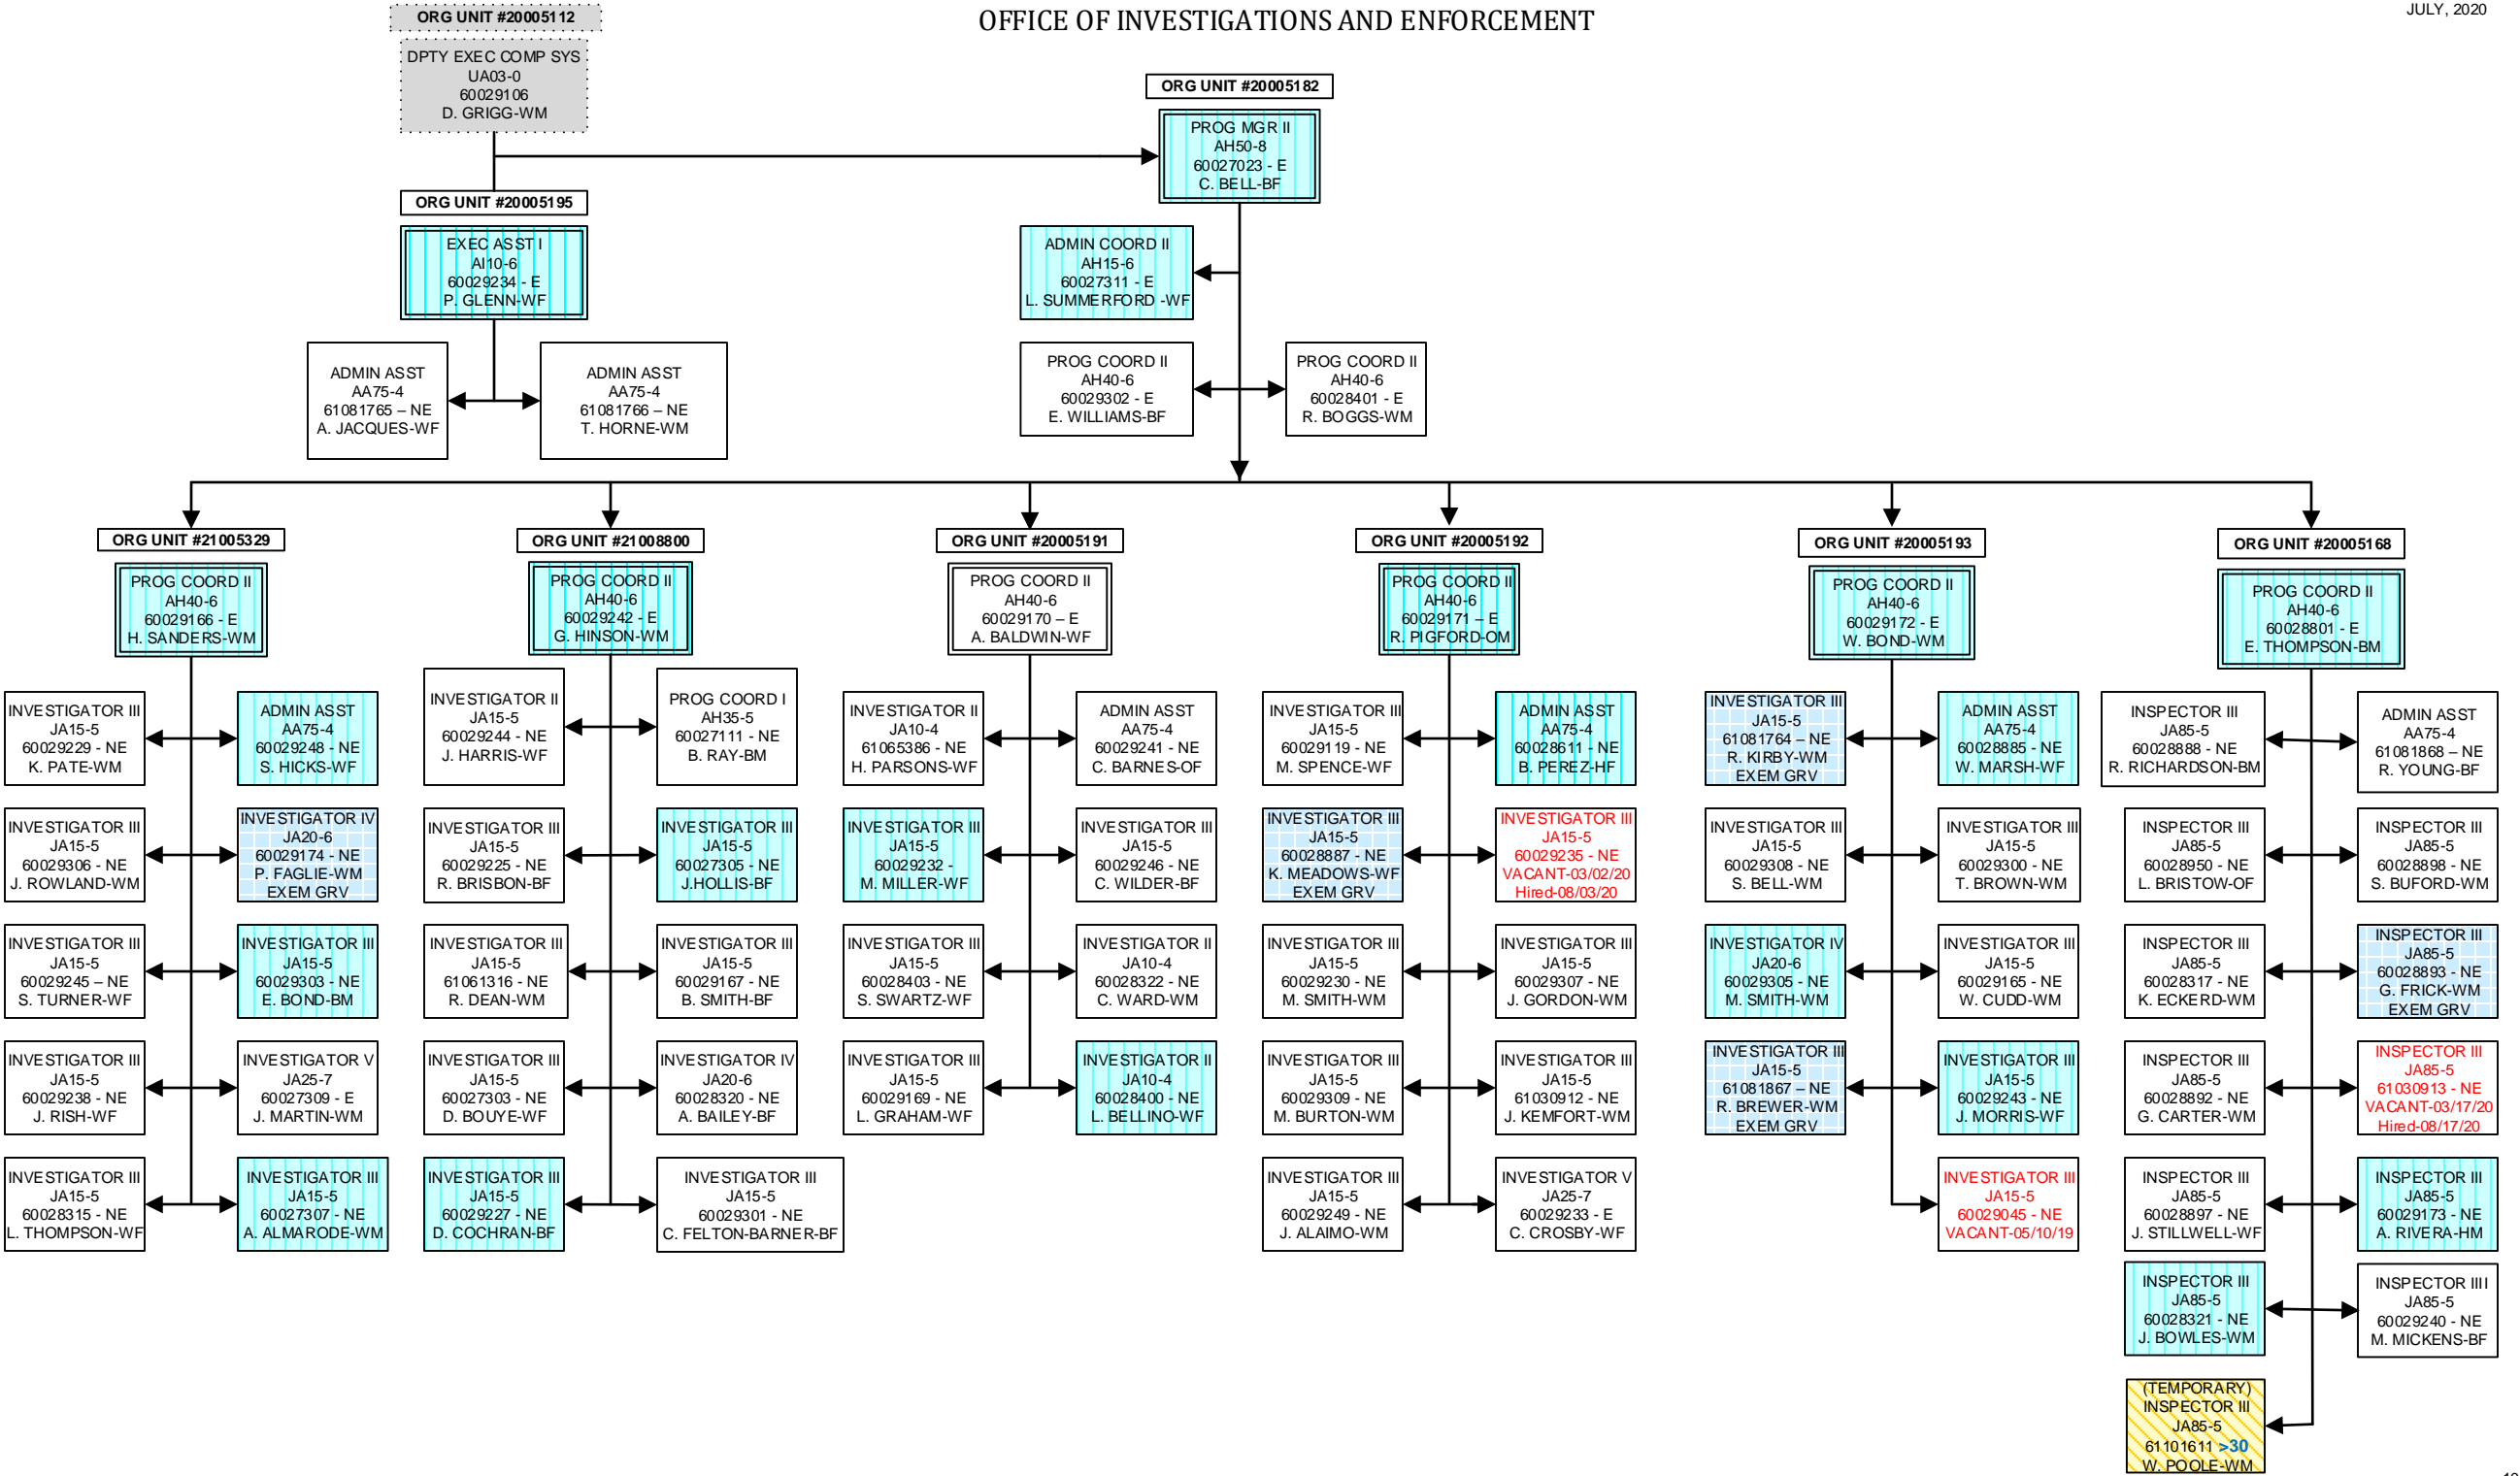 OFFICE OF INVESTIGATIONS AND ENFORCEMENT
JULY, 2020
ORG UNIT #20005112
DPTY EXEC COMP SYS
UA03-0
60029106
D. GRIGG-WM
ORG UNIT #20005182
PROG MGR II
AH50-8
60027023 - E
C. BELL-BF
ORG UNIT #20005195
EXEC ASST I
AI10-6
60029234 - E
P. GLENN-WF
ADMIN COORD II
AH15-6
60027311 - E
L. SUMMERFORD -WF
ADMIN ASST
AA75-4
61081765 – NE
A. JACQUES-WF
ADMIN ASST
AA75-4
61081766 – NE
T. HORNE-WM
PROG COORD II
AH40-6
60029302 - E
E. WILLIAMS-BF
PROG COORD II
AH40-6
60028401 - E
R. BOGGS-WM
ORG UNIT #21005329
PROG COORD II
AH40-6
60029166 - E
H. SANDERS-WM
INVESTIGATOR III
JA15-5
60029229 - NE
K. PATE-WM
ADMIN ASST
AA75-4
60029248 - NE
S. HICKS-WF
INVESTIGATOR III
JA15-5
60029306 - NE
J. ROWLAND-WM
INVESTIGATOR IV
JA20-6
60029174 - NE
P. FAGLIE-WM
EXEM GRV
INVESTIGATOR III
JA15-5
60029245 – NE
S. TURNER-WF
INVESTIGATOR III
JA15-5
60029303 - NE
E. BOND-BM
INVESTIGATOR III
JA15-5
60029238 - NE
J. RISH-WF
INVESTIGATOR V
JA25-7
60027309 - E
J. MARTIN-WM
INVESTIGATOR III
JA15-5
60028315 - NE
L. THOMPSON-WF
INVESTIGATOR III
JA15-5
60027307 - NE
A. ALMARODE-WM
ORG UNIT #21008800
PROG COORD II
AH40-6
60029242 - E
G. HINSON-WM
INVESTIGATOR II
JA15-5
60029244 - NE
J. HARRIS-WF
PROG COORD I
AH35-5
60027111 - NE
B. RAY-BM
INVESTIGATOR III
JA15-5
60029225 - NE
R. BRISBON-BF
INVESTIGATOR III
JA15-5
60027305 - NE
J.HOLLIS-BF
INVESTIGATOR III
JA15-5
61061316 - NE
R. DEAN-WM
INVESTIGATOR III
JA15-5
60029167 - NE
B. SMITH-BF
INVESTIGATOR III
JA15-5
60027303 - NE
D. BOUYE-WF
INVESTIGATOR IV
JA20-6
60028320 - NE
A. BAILEY-BF
INVESTIGATOR III
JA15-5
60029227 - NE
D. COCHRAN-BF
INVESTIGATOR III
JA15-5
60029301 - NE
C. FELTON-BARNER-BF
ORG UNIT #20005191
PROG COORD II
AH40-6
60029170 – E
A. BALDWIN-WF
INVESTIGATOR II
JA10-4
61065386 - NE
H. PARSONS-WF
ADMIN ASST
AA75-4
60029241 - NE
C. BARNES-OF
INVESTIGATOR III
JA15-5
60029232 -
M. MILLER-WF
INVESTIGATOR III
JA15-5
60029246 - NE
C. WILDER-BF
INVESTIGATOR III
JA15-5
60028403 - NE
S. SWARTZ-WF
INVESTIGATOR II
JA10-4
60028322 - NE
C. WARD-WM
INVESTIGATOR III
JA15-5
60029169 - NE
L. GRAHAM-WF
INVESTIGATOR II
JA10-4
60028400 - NE
L. BELLINO-WF
ORG UNIT #20005192
PROG COORD II
AH40-6
60029171 – E
R. PIGFORD-OM
INVESTIGATOR III
JA15-5
60029119 - NE
M. SPENCE-WF
ADMIN ASST
AA75-4
60028611 - NE
B. PEREZ-HF
INVESTIGATOR III
JA15-5
60028887 - NE
K. MEADOWS-WF
EXEM GRV
INVESTIGATOR III
JA15-5
60029235 - NE
VACANT-03/02/20
Hired-08/03/20
INVESTIGATOR III
JA15-5
60029230 - NE
M. SMITH-WM
INVESTIGATOR III
JA15-5
60029307 - NE
J. GORDON-WM
INVESTIGATOR III
JA15-5
60029309 - NE
M. BURTON-WM
INVESTIGATOR III
JA15-5
61030912 - NE
J. KEMFORT-WM
INVESTIGATOR III
JA15-5
60029249 - NE
J. ALAIMO-WM
INVESTIGATOR V
JA25-7
60029233 - E
C. CROSBY-WF
ORG UNIT #20005193
PROG COORD II
AH40-6
60029172 - E
W. BOND-WM
INVESTIGATOR III
JA15-5
61081764 – NE
R. KIRBY-WM
EXEM GRV
ADMIN ASST
AA75-4
60028885 - NE
W. MARSH-WF
INVESTIGATOR III
JA15-5
60029308 - NE
S. BELL-WM
INVESTIGATOR III
JA15-5
60029300 - NE
T. BROWN-WM
INVESTIGATOR IV
JA20-6
60029305 - NE
M. SMITH-WM
INVESTIGATOR III
JA15-5
60029165 - NE
W. CUDD-WM
INVESTIGATOR III
JA15-5
61081867 – NE
R. BREWER-WM
EXEM GRV
INVESTIGATOR III
JA15-5
60029243 - NE
J. MORRIS-WF
INVESTIGATOR III
JA15-5
60029045 - NE
VACANT-05/10/19
ORG UNIT #20005168
PROG COORD II
AH40-6
60028801 - E
E. THOMPSON-BM
INSPECTOR III
JA85-5
60028888 - NE
R. RICHARDSON-BM
ADMIN ASST
AA75-4
61081868 – NE
R. YOUNG-BF
INSPECTOR III
JA85-5
60028950 - NE
L. BRISTOW-OF
INSPECTOR III
JA85-5
60028898 - NE
S. BUFORD-WM
INSPECTOR III
JA85-5
60028317 - NE
K. ECKERD-WM
INSPECTOR III
JA85-5
60028893 - NE
G. FRICK-WM
EXEM GRV
INSPECTOR III
JA85-5
60028892 - NE
G. CARTER-WM
INSPECTOR III
JA85-5
61030913 - NE
VACANT-03/17/20
Hired-08/17/20
INSPECTOR III
JA85-5
60028897 - NE
J. STILLWELL-WF
INSPECTOR III
JA85-5
60029173 - NE
A. RIVERA-HM
INSPECTOR III
JA85-5
60028321 - NE
J. BOWLES-WM
INSPECTOR IIII
JA85-5
60029240 - NE
M. MICKENS-BF
(TEMPORARY)
INSPECTOR III
JA85-5
61101611 >30
W. POOLE-WM